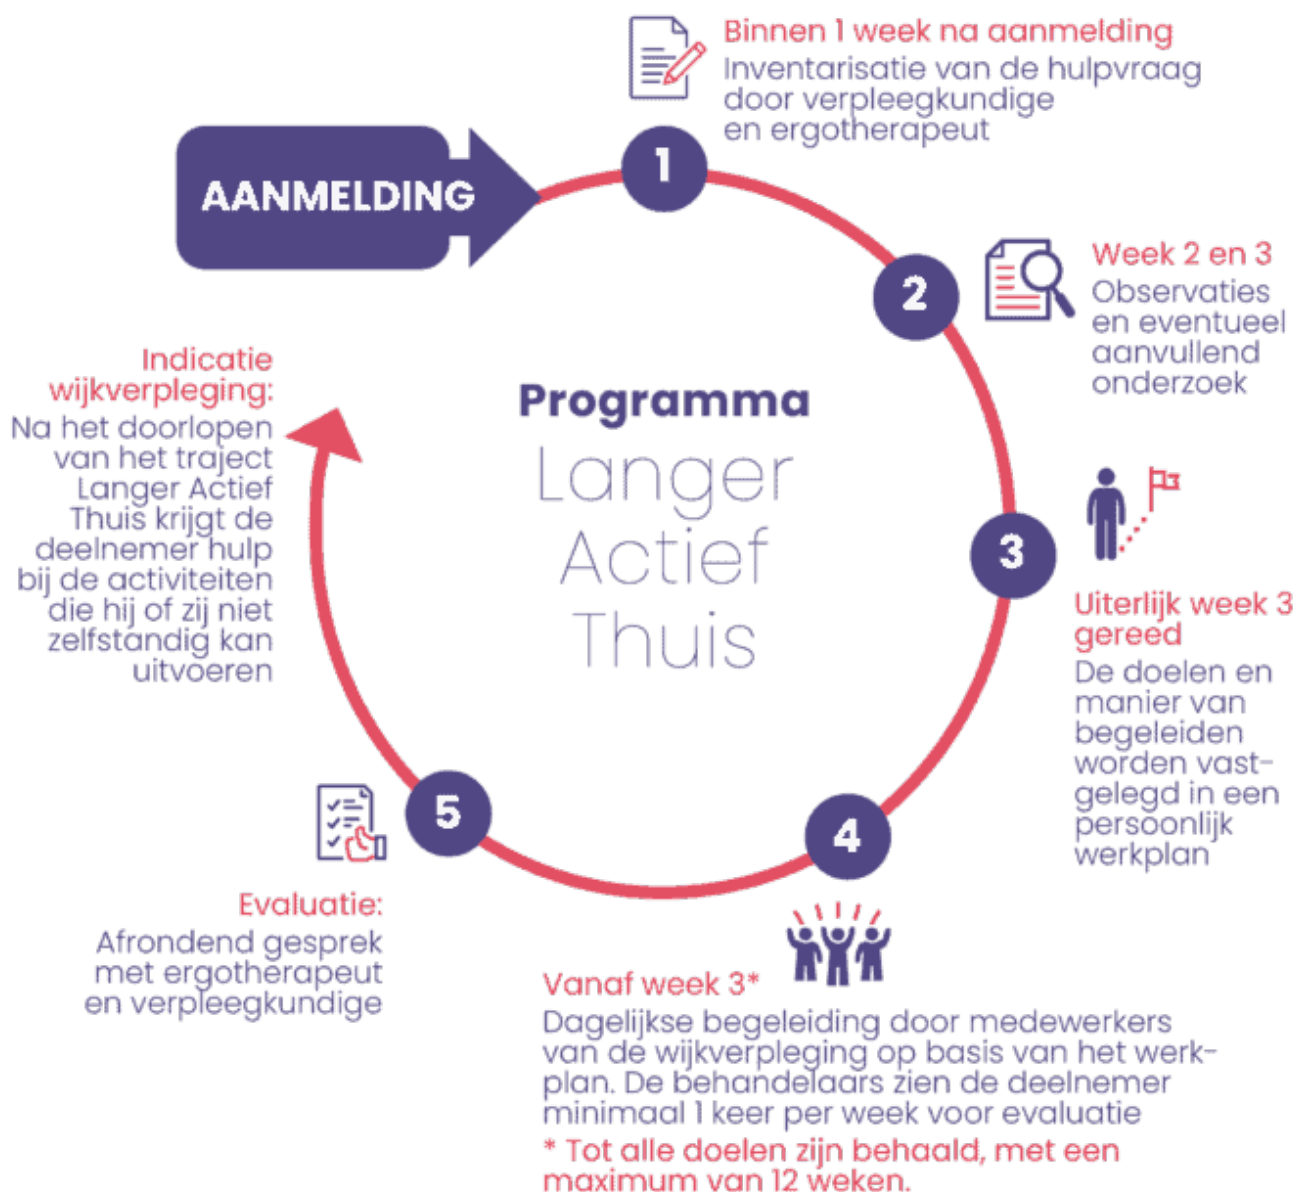 AANMELDING
1
Binnen 1 week na aanmelding
Inventarisatie van de hulpvraag
door verpleegkundige
en ergotherapeut
2
Week 2 en 3
Observaties
en eventueel
aanvullend
onderzoek
Programma
Langer
Actief
Thuis
3
Uiterlijk week 3
gereed
De doelen en
manier van
begeleiden
worden vast-
gelegd in een
persoonlijk
werkplan
4
Vanaf week 3*
Dagelijkse begeleiding door medewerkers
van de wijkverpleging op basis van het werk-
plan. De behandelaars zien de deelnemer
minimaal 1 keer per week voor evaluatie
* Tot alle doelen zijn behaald, met een
maximum van 12 weken.
5
Evaluatie:
Afrondend gesprek
met ergotherapeut
en verpleegkundige
Indicatie
wijkverpleging:
Na het doorlopen
van het traject
Langer Actief
Thuis krijgt de
deelnemer hulp
bij de activiteiten
die hij of zij niet
zelfstandig kan
uitvoeren